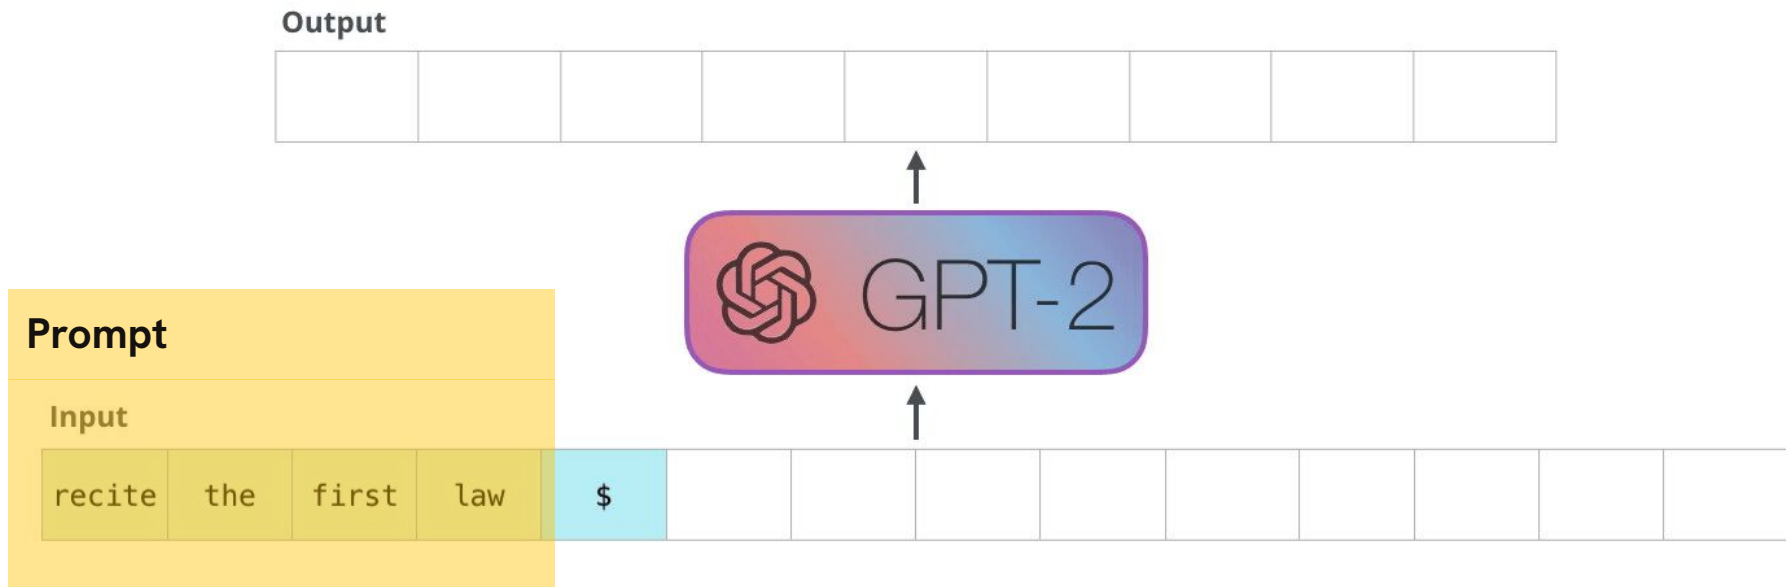 Output
GPT-2
Prompt
Input
recite the first law $